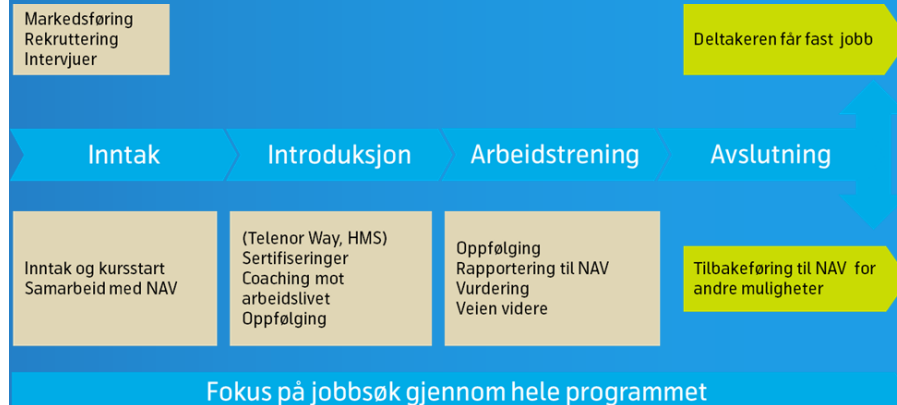 Markedsføring
Rekruttering
Intervjuer
Deltakeren får fast jobb
Inntak
Introduksjon
Arbeidstrening
Avslutning
Inntak og kursstart
Samarbeid med NAV
(Telenor Way, HMS)
Sertifiseringer
Coaching mot
arbeidslivet
Oppfølging
Oppfølging
Rapportering til NAV
Vurdering
Veien videre
Tilbakeføring til NAV for
andre muligheter
Fokus på jobbsøk gjennom hele programmet